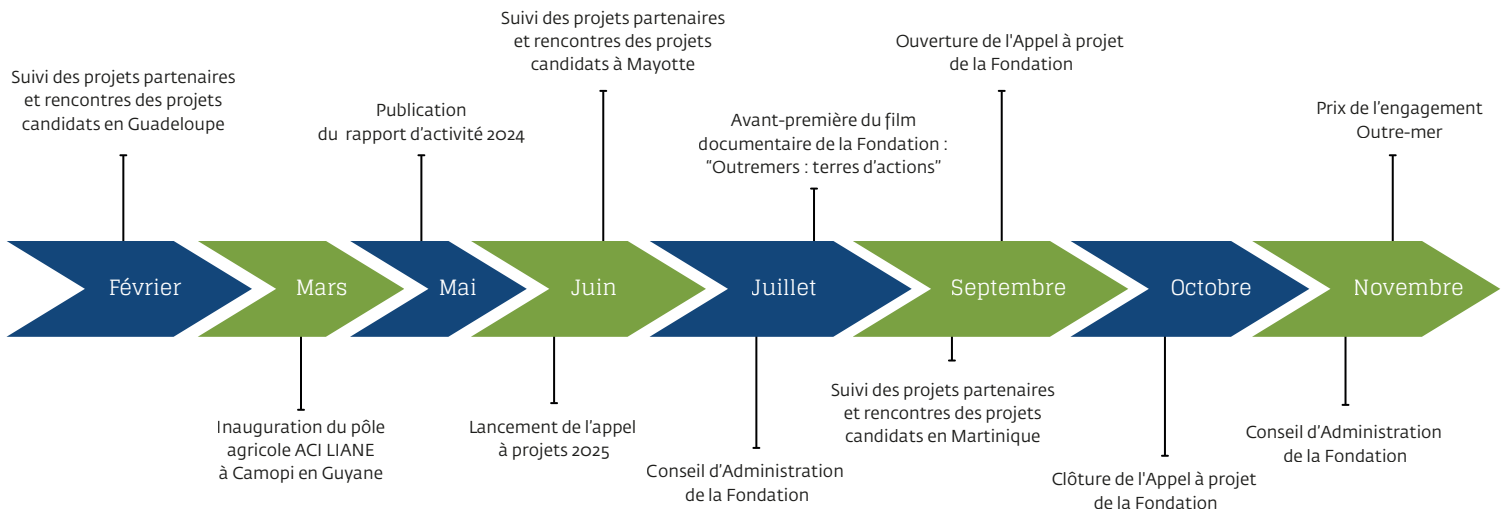 Suivi des projets partenaires
et rencontres des projets
candidats en Guadeloupe
Publication
du rapport d'activité 2024
Suivi des projets partenaires
et rencontres des projets
candidats à Mayotte
Avant-première du film
documentaire de la Fondation :
"Outremers : terres d'actions"
Ouverture de l'Appel à projet
de la Fondation
Prix de l'engagement
Outre-mer
Février
Mars
Mai
Juin
Juillet
Septembre
Octobre
Novembre
Inauguration du pôle
agricole ACI LIANE
à Camopi en Guyane
Lancement de l'appel
à projets 2025
Conseil d'Administration
de la Fondation
Suivi des projets partenaires
et rencontres des projets
candidats en Martinique
Clôture de l'Appel à projet
de la Fondation
Conseil d'Administration
de la Fondation